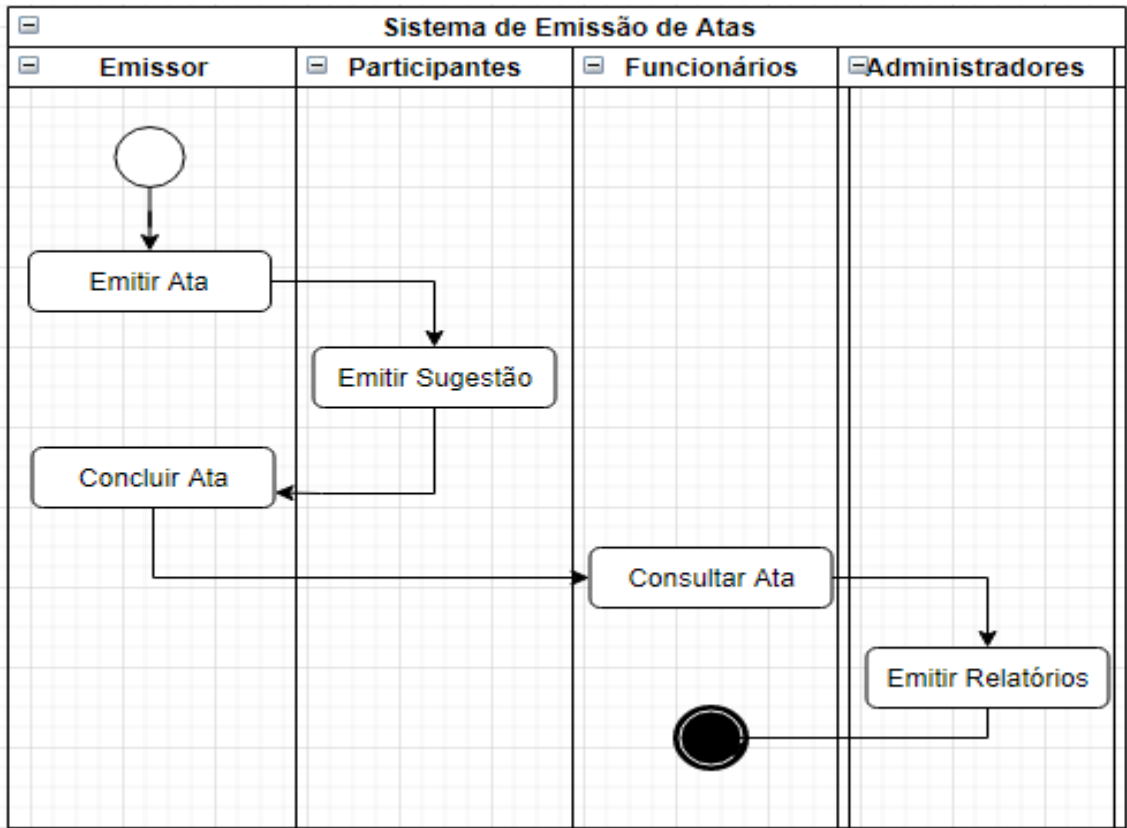 Sistema de Emissão de Atas
Emissor
Participantes
Funcionários
Administradores
Emitir Ata
Emitir Sugestão
Concluir Ata
Consultar Ata
Emitir Relatórios